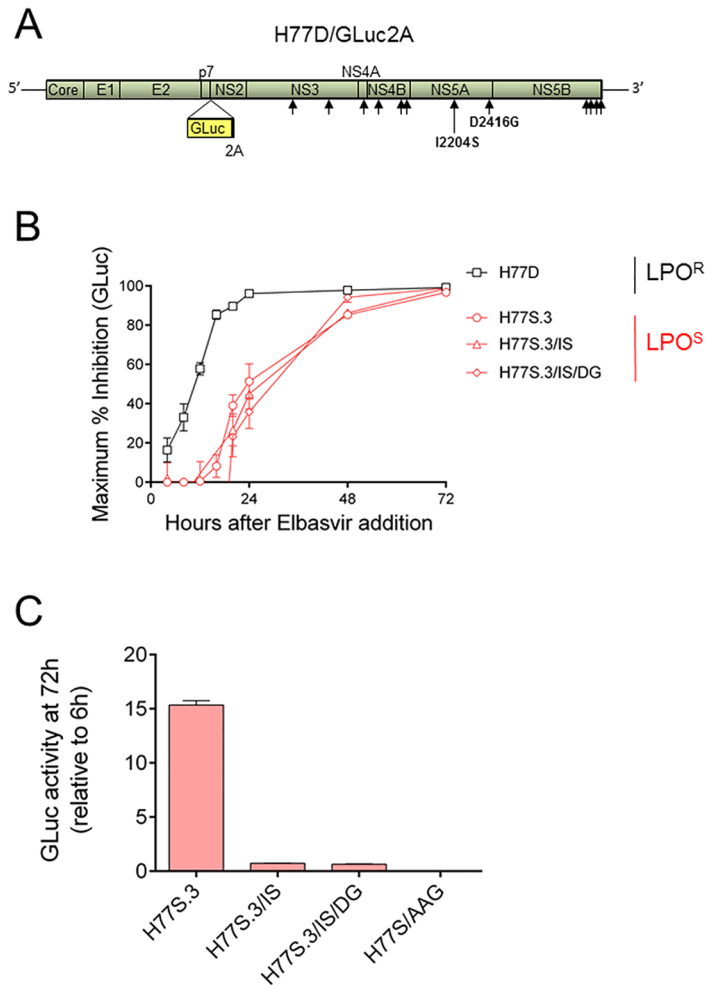 A
H77D/GLuc2A
p7
NS4A
5′
Core
E1
E2
NS2
NS3
NS4B
NS5A
NS5B
3′
GLuc
2A
D2416G
I2204S
B
Maximum % Inhibition (GLuc)
100
80
60
40
20
0
0
24
48
72
Hours after Elbasvir addition
H77D
LPOR
H77S.3
H77S.3/IS
H77S.3/IS/DG
LPOS
C
GLuc activity at 72h
(relative to 6h)
20
15
10
5
0
H77S.3
H77S.3/IS
H77S.3/IS/DG
H77S/AAG